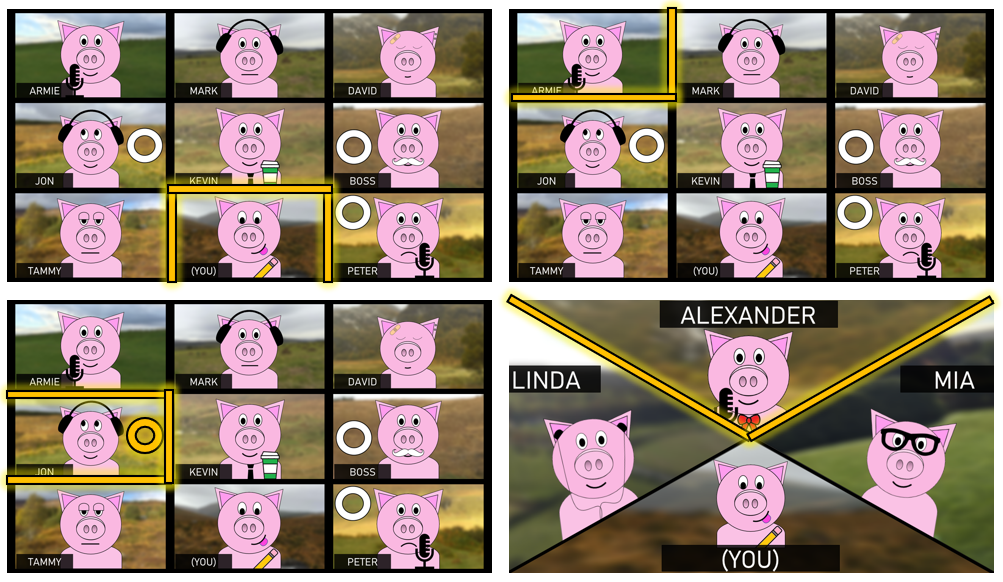 ARMIE
MARK
DAVID
JON
KEVIN
BOSS
TAMMY
(YOU)
PETER
ARMIE
MARK
DAVID
JON
KEVIN
BOSS
TAMMY
(YOU)
PETER
ARMIE
MARK
DAVID
JON
KEVIN
BOSS
TAMMY
(YOU)
PETER
ALEXANDER
LINDA
MIA
(YOU)